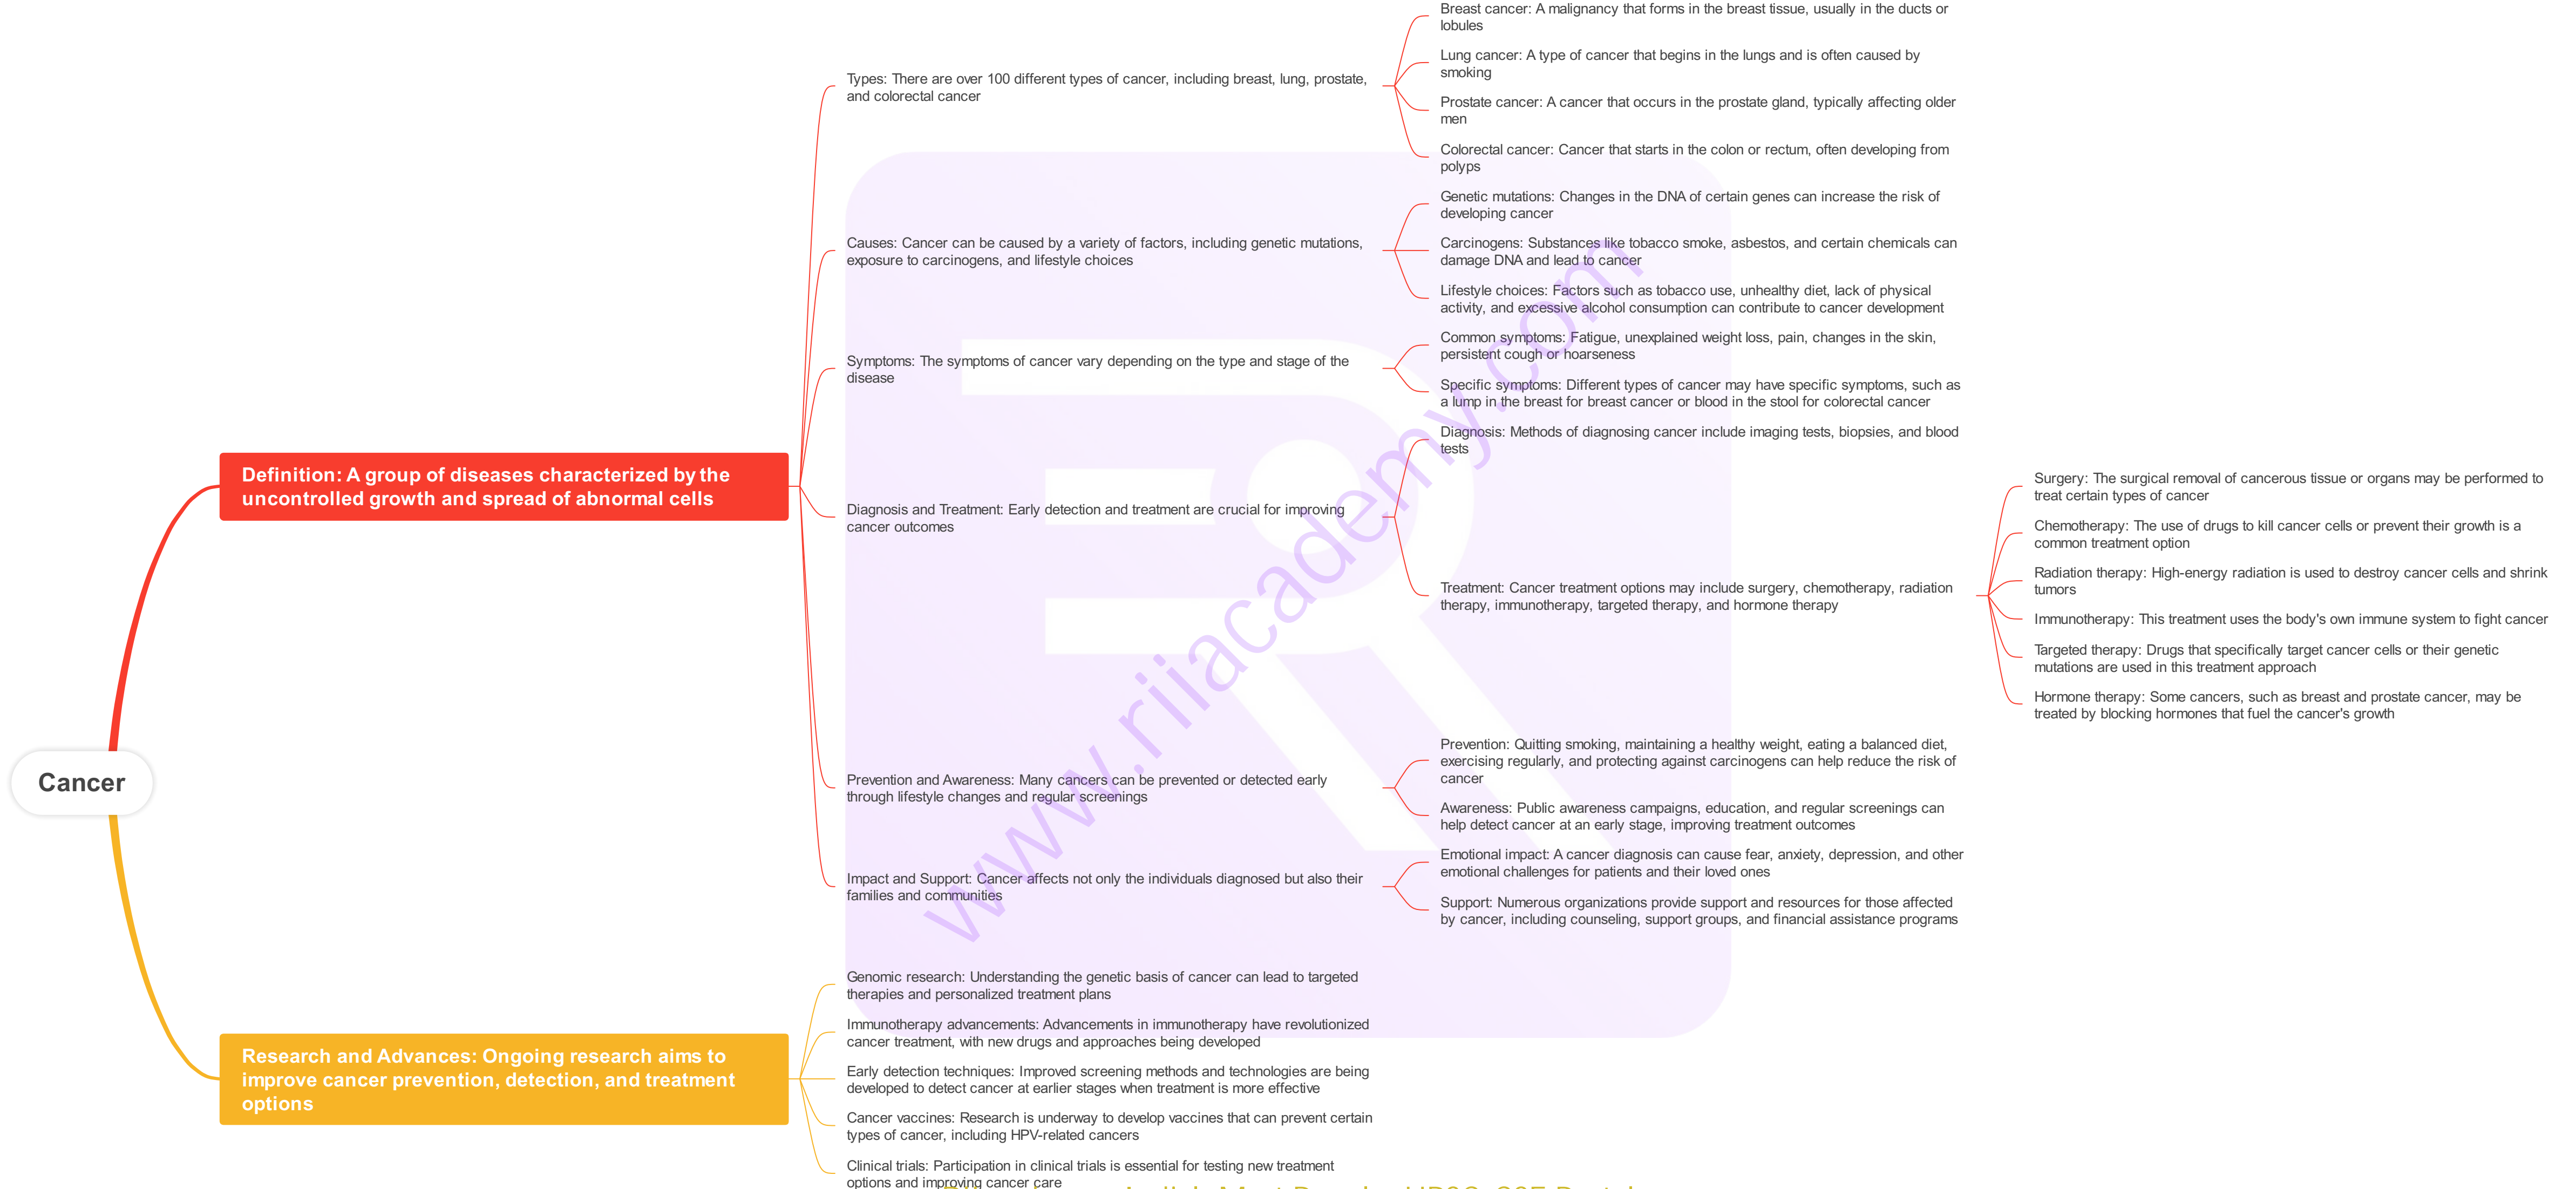 Cancer
Definition: A group of diseases characterized by the
uncontrolled growth and spread of abnormal cells
Types: There are over 100 different types of cancer, including breast, lung, prostate,
and colorectal cancer
Breast cancer: A malignancy that forms in the breast tissue, usually in the ducts or
lobules
Lung cancer: A type of cancer that begins in the lungs and is often caused by
smoking
Prostate cancer: A cancer that occurs in the prostate gland, typically affecting older
men
Colorectal cancer: Cancer that starts in the colon or rectum, often developing from
polyps
Causes: Cancer can be caused by a variety of factors, including genetic mutations,
exposure to carcinogens, and lifestyle choices
Genetic mutations: Changes in the DNA of certain genes can increase the risk of
developing cancer
Carcinogens: Substances like tobacco smoke, asbestos, and certain chemicals can
damage DNA and lead to cancer
Lifestyle choices: Factors such as tobacco use, unhealthy diet, lack of physical
activity, and excessive alcohol consumption can contribute to cancer development
Symptoms: The symptoms of cancer vary depending on the type and stage of the
disease
Common symptoms: Fatigue, unexplained weight loss, pain, changes in the skin,
persistent cough or hoarseness
Specific symptoms: Different types of cancer may have specific symptoms, such as
a lump in the breast for breast cancer or blood in the stool for colorectal cancer
Diagnosis and Treatment: Early detection and treatment are crucial for improving
cancer outcomes
Diagnosis: Methods of diagnosing cancer include imaging tests, biopsies, and blood
tests
Treatment: Cancer treatment options may include surgery, chemotherapy, radiation
therapy, immunotherapy, targeted therapy, and hormone therapy
Surgery: The surgical removal of cancerous tissue or organs may be performed to
treat certain types of cancer
Chemotherapy: The use of drugs to kill cancer cells or prevent their growth is a
common treatment option
Radiation therapy: High-energy radiation is used to destroy cancer cells and shrink
tumors
Immunotherapy: This treatment uses the body's own immune system to fight cancer
Targeted therapy: Drugs that specifically target cancer cells or their genetic
mutations are used in this treatment approach
Hormone therapy: Some cancers, such as breast and prostate cancer, may be
treated by blocking hormones that fuel the cancer's growth
Prevention and Awareness: Many cancers can be prevented or detected early
through lifestyle changes and regular screenings
Prevention: Quitting smoking, maintaining a healthy weight, eating a balanced diet,
exercising regularly, and protecting against carcinogens can help reduce the risk of
cancer
Awareness: Public awareness campaigns, education, and regular screenings can
help detect cancer at an early stage, improving treatment outcomes
Impact and Support: Cancer affects not only the individuals diagnosed but also their
families and communities
Emotional impact: A cancer diagnosis can cause fear, anxiety, depression, and other
emotional challenges for patients and their loved ones
Support: Numerous organizations provide support and resources for those affected
by cancer, including counseling, support groups, and financial assistance programs
Research and Advances: Ongoing research aims to
improve cancer prevention, detection, and treatment
options
Genomic research: Understanding the genetic basis of cancer can lead to targeted
therapies and personalized treatment plans
Immunotherapy advancements: Advancements in immunotherapy have revolutionized
cancer treatment, with new drugs and approaches being developed
Early detection techniques: Improved screening methods and technologies are being
developed to detect cancer at earlier stages when treatment is more effective
Cancer vaccines: Research is underway to develop vaccines that can prevent certain
types of cancer, including HPV-related cancers
Clinical trials: Participation in clinical trials is essential for testing new treatment
options and improving cancer care
www.riiacademy.com